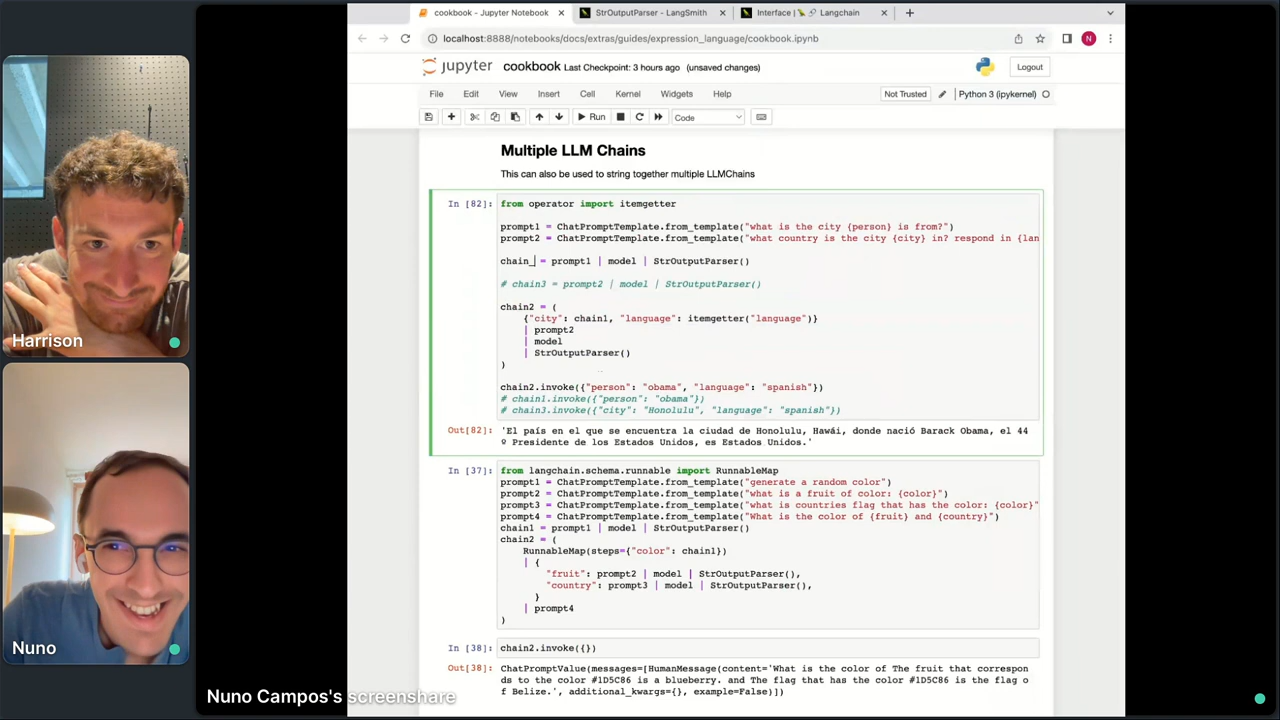 cookbook - Jupyter Notebook
StrOutputParser - LangSmith
Interface | 🦜️🔗 Langchain
localhost:8888/notebooks/docs/extras/guides/expression_language/cookbook.ipynb
N
jupyter cookbook Last Checkpoint: 3 hours ago (unsaved changes)
Logout
File Edit View Insert Cell Kernel Widgets Help
Not Trusted
Python 3 (ipykernel)
Run
Code
Multiple LLM Chains
This can also be used to string together multiple LLMChains
In [82]: from operator import itemgetter
prompt1 = ChatPromptTemplate.from_template("what is the city {person} is from?")
prompt2 = ChatPromptTemplate.from_template("what country is the city {city} in? respond in {lan
chain_ = prompt1 | model | StrOutputParser()
# chain3 = prompt2 | model | StrOutputParser()
chain2 = (
{"city": chain1, "language": itemgetter("language")}
| prompt2
| model
| StrOutputParser()
)
chain2.invoke({"person": "obama", "language": "spanish"})
# chain1.invoke({"person": "obama"})
# chain3.invoke({"city": "Honolulu", "language": "spanish"})
Out[82]: 'El país en el que se encuentra la ciudad de Honolulu, Hawái, donde nació Barack Obama, el 44
º Presidente de los Estados Unidos, es Estados Unidos.'
In [37]: from langchain.schema.runnable import RunnableMap
prompt1 = ChatPromptTemplate.from_template("generate a random color")
prompt2 = ChatPromptTemplate.from_template("what is a fruit of color: {color}")
prompt3 = ChatPromptTemplate.from_template("what is countries flag that has the color: {color}"
prompt4 = ChatPromptTemplate.from_template("What is the color of {fruit} and {country}")
chain1 = prompt1 | model | StrOutputParser()
chain2 = (
RunnableMap(steps={"color": chain1})
| {
"fruit": prompt2 | model | StrOutputParser(),
"country": prompt3 | model | StrOutputParser(),
}
| prompt4
)
In [38]: chain2.invoke({})
Out[38]: ChatPromptValue(messages=[HumanMessage(content='What is the color of The fruit that correspon
ds to the color #1D5C86 is a blueberry. and The flag that has the color #1D5C86 is the flag o
f Belize.', additional_kwargs={}, example=False)])
Harrison
Nuno
Nuno Campos's screenshare